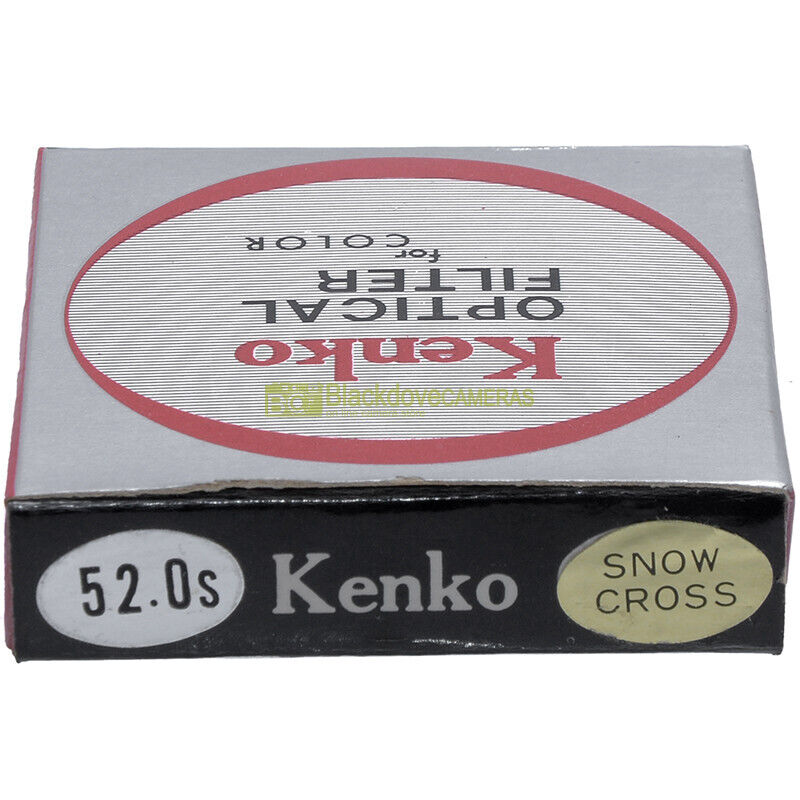 Kenko
OPTICAL
FILTER
for
COLOR
BlackdoveCAMERAS
52.0s
Kenko
SNOW
CROSS